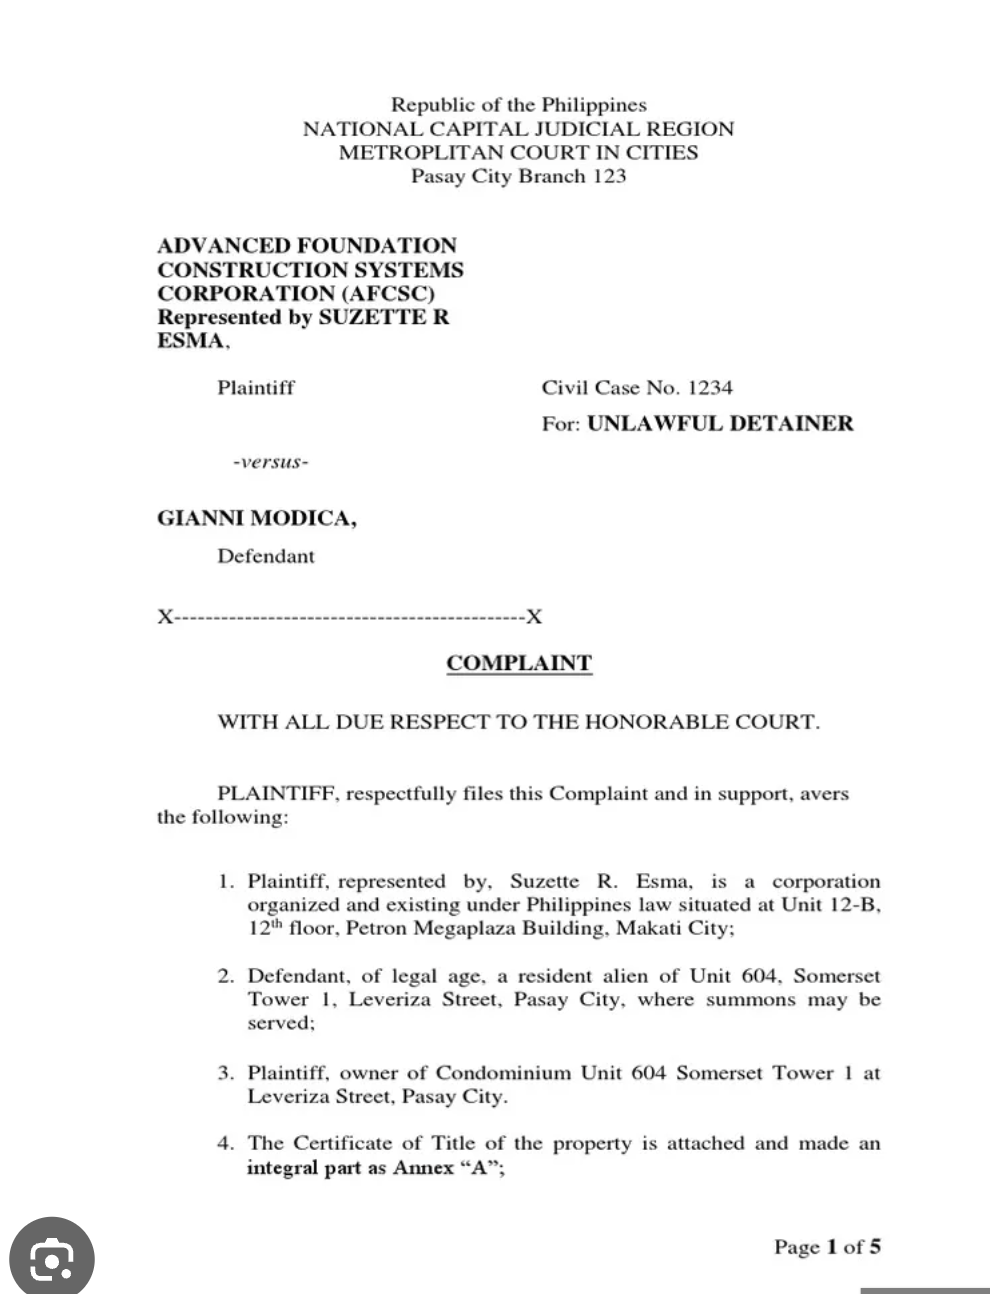 Republic of the Philippines
NATIONAL CAPITAL JUDICIAL REGION
METROPLITAN COURT IN CITIES
Pasay City Branch 123
ADVANCED FOUNDATION
CONSTRUCTION SYSTEMS
CORPORATION (AFCSC)
Represented by SUZETTE R
ESMA,
Plaintiff
Civil Case No. 1234
For: UNLAWFUL DETAINER
-versus-
GIANNI MODICA,
Defendant
X---------------------------------------------X
COMPLAINT
WITH ALL DUE RESPECT TO THE HONORABLE COURT.
PLAINTIFF, respectfully files this Complaint and in support, avers
the following:
1. Plaintiff, represented by, Suzette R. Esma, is a corporation
organized and existing under Philippines law situated at Unit 12-B,
12th floor, Petron Megaplaza Building, Makati City;
2. Defendant, of legal age, a resident alien of Unit 604, Somerset
Tower 1, Leveriza Street, Pasay City, where summons may be
served;
3. Plaintiff, owner of Condominium Unit 604 Somerset Tower 1 at
Leveriza Street, Pasay City.
4. The Certificate of Title of the property is attached and made an
integral part as Annex “A”;
Page 1 of 5